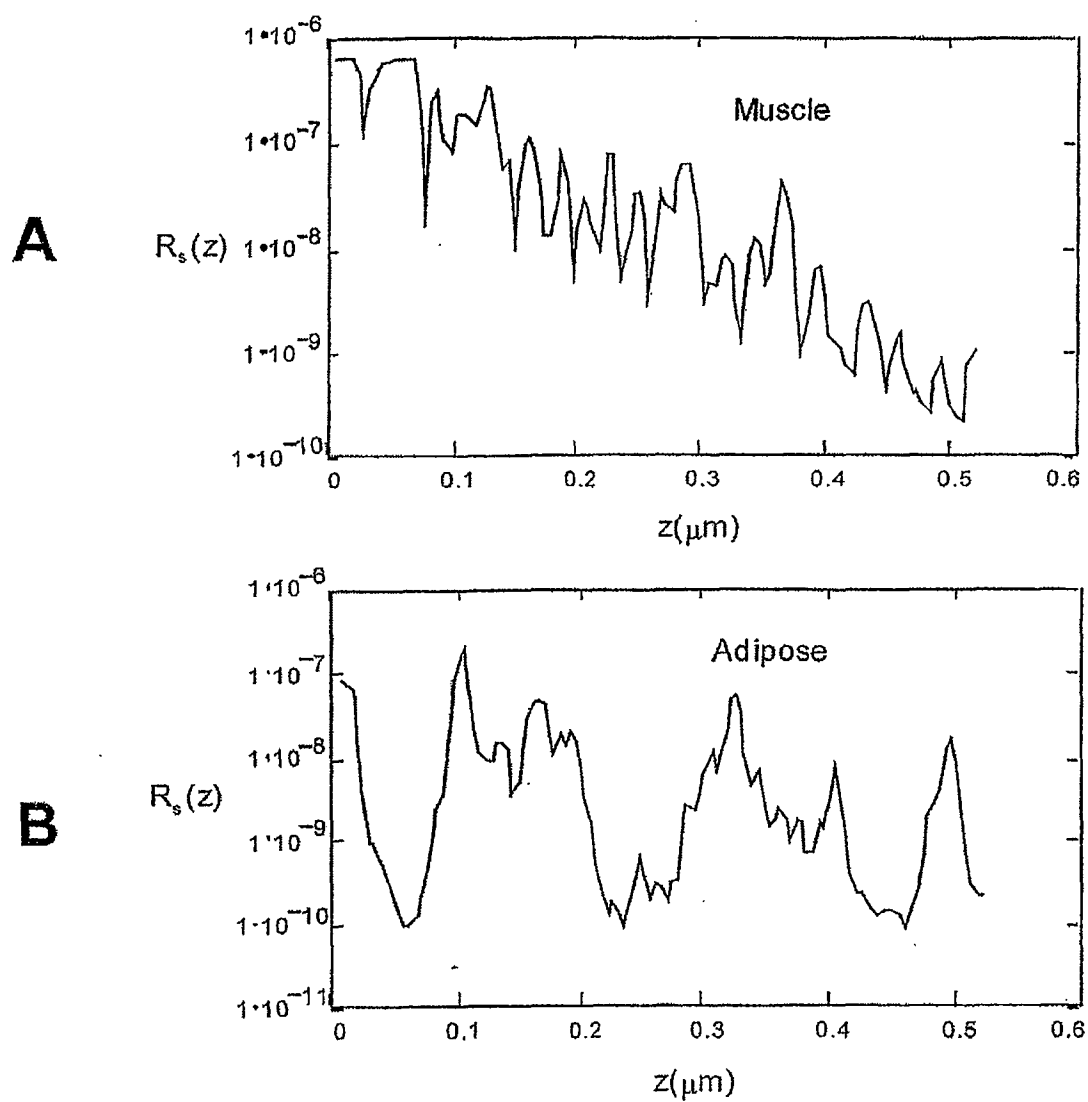 A
Muscle
R_s(z)
1•10⁻⁶
1•10⁻⁷
1•10⁻⁸
1•10⁻⁹
1•10⁻¹⁰
0 0.1 0.2 0.3 0.4 0.5 0.6
z(μm)
B
Adipose
R_s(z)
1·10⁻⁶
1·10⁻⁷
1·10⁻⁸
1·10⁻⁹
1·10⁻¹⁰
1·10⁻¹¹
0 0.1 0.2 0.3 0.4 0.5 0.6
z(μm)